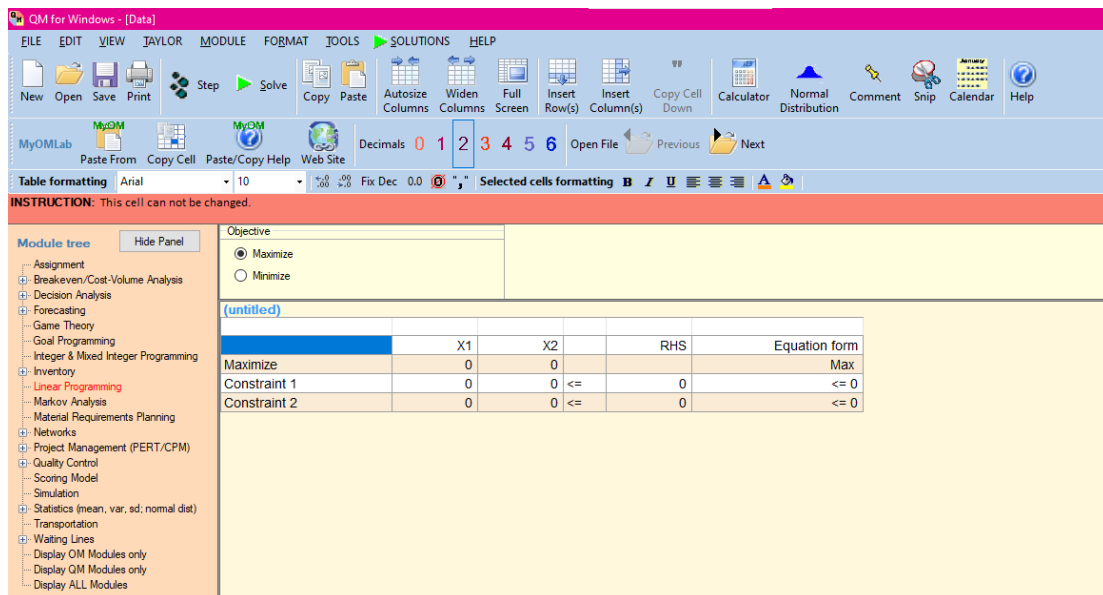 QM for Windows - [Data]
FILE EDIT VIEW TAYLOR MODULE FORMAT TOOLS SOLUTIONS HELP
New Open Save Print Step Solve Copy Paste Autosize Columns Widen Columns Full Screen Insert Row(s) Insert Column(s) Copy Cell Down Calculator Normal Distribution Comment Snip Calendar Help
MyOMLab MyOM Paste From Copy Cell MyOM Paste/Copy Help Web Site Decimals 0 1 2 3 4 5 6 Open File Previous Next
Table formatting Arial 10 Fix Dec 0.0 0 "," Selected cells formatting B I U A
INSTRUCTION: This cell can not be changed.
Module tree Hide Panel
Assignment
Breakeven/Cost-Volume Analysis
Decision Analysis
Forecasting
Game Theory
Goal Programming
Integer & Mixed Integer Programming
Inventory
Linear Programming
Markov Analysis
Material Requirements Planning
Networks
Project Management (PERT/CPM)
Quality Control
Scoring Model
Simulation
Statistics (mean, var, sd; normal dist)
Transportation
Waiting Lines
Display OM Modules only
Display QM Modules only
Display ALL Modules
Objective
Maximize
Minimize
(untitled)
X1 X2 RHS Equation form
Maximize 0 0 Max
Constraint 1 0 0 <= 0 <= 0
Constraint 2 0 0 <= 0 <= 0